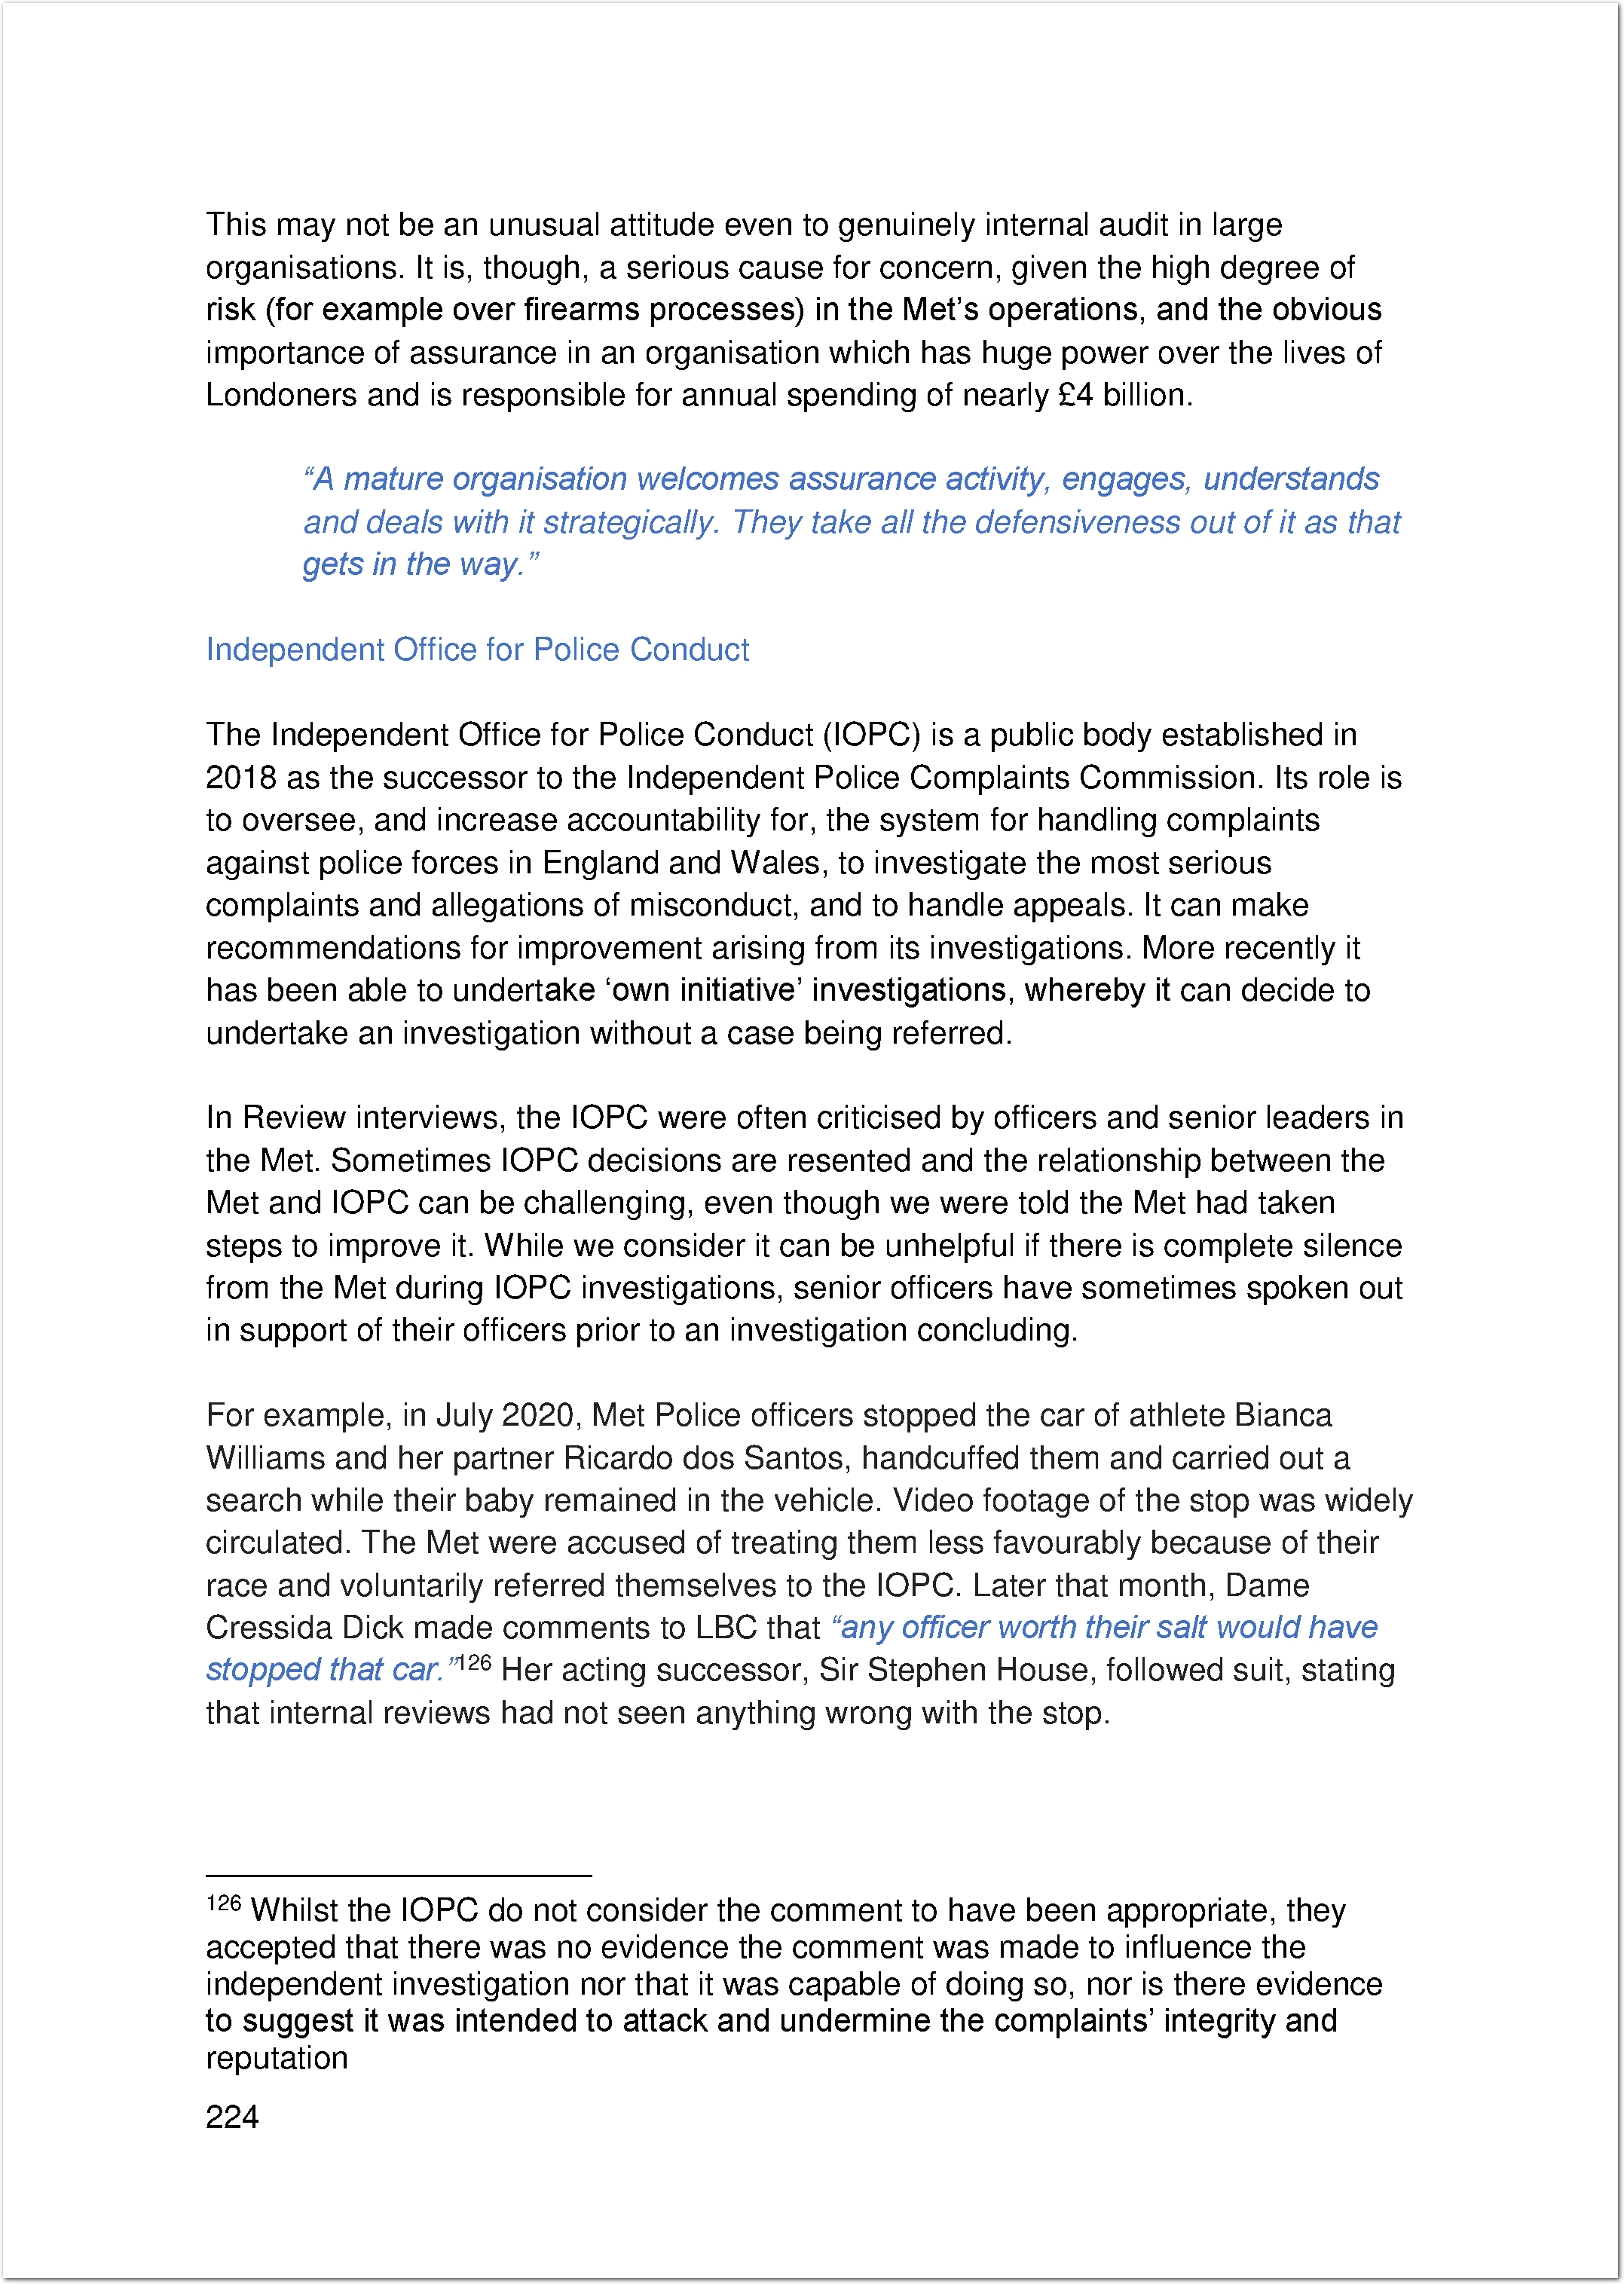 This may not be an unusual attitude even to genuinely internal audit in large
organisations. It is, though, a serious cause for concern, given the high degree of
risk (for example over firearms processes) in the Met’s operations, and the obvious
importance of assurance in an organisation which has huge power over the lives of
Londoners and is responsible for annual spending of nearly £4 billion.
“A mature organisation welcomes assurance activity, engages, understands
and deals with it strategically. They take all the defensiveness out of it as that
gets in the way.”
Independent Office for Police Conduct
The Independent Office for Police Conduct (IOPC) is a public body established in
2018 as the successor to the Independent Police Complaints Commission. Its role is
to oversee, and increase accountability for, the system for handling complaints
against police forces in England and Wales, to investigate the most serious
complaints and allegations of misconduct, and to handle appeals. It can make
recommendations for improvement arising from its investigations. More recently it
has been able to undertake ‘own initiative’ investigations, whereby it can decide to
undertake an investigation without a case being referred.
In Review interviews, the IOPC were often criticised by officers and senior leaders in
the Met. Sometimes IOPC decisions are resented and the relationship between the
Met and IOPC can be challenging, even though we were told the Met had taken
steps to improve it. While we consider it can be unhelpful if there is complete silence
from the Met during IOPC investigations, senior officers have sometimes spoken out
in support of their officers prior to an investigation concluding.
For example, in July 2020, Met Police officers stopped the car of athlete Bianca
Williams and her partner Ricardo dos Santos, handcuffed them and carried out a
search while their baby remained in the vehicle. Video footage of the stop was widely
circulated. The Met were accused of treating them less favourably because of their
race and voluntarily referred themselves to the IOPC. Later that month, Dame
Cressida Dick made comments to LBC that “any officer worth their salt would have
stopped that car.”126 Her acting successor, Sir Stephen House, followed suit, stating
that internal reviews had not seen anything wrong with the stop.
126 Whilst the IOPC do not consider the comment to have been appropriate, they
accepted that there was no evidence the comment was made to influence the
independent investigation nor that it was capable of doing so, nor is there evidence
to suggest it was intended to attack and undermine the complaints’ integrity and
reputation
224